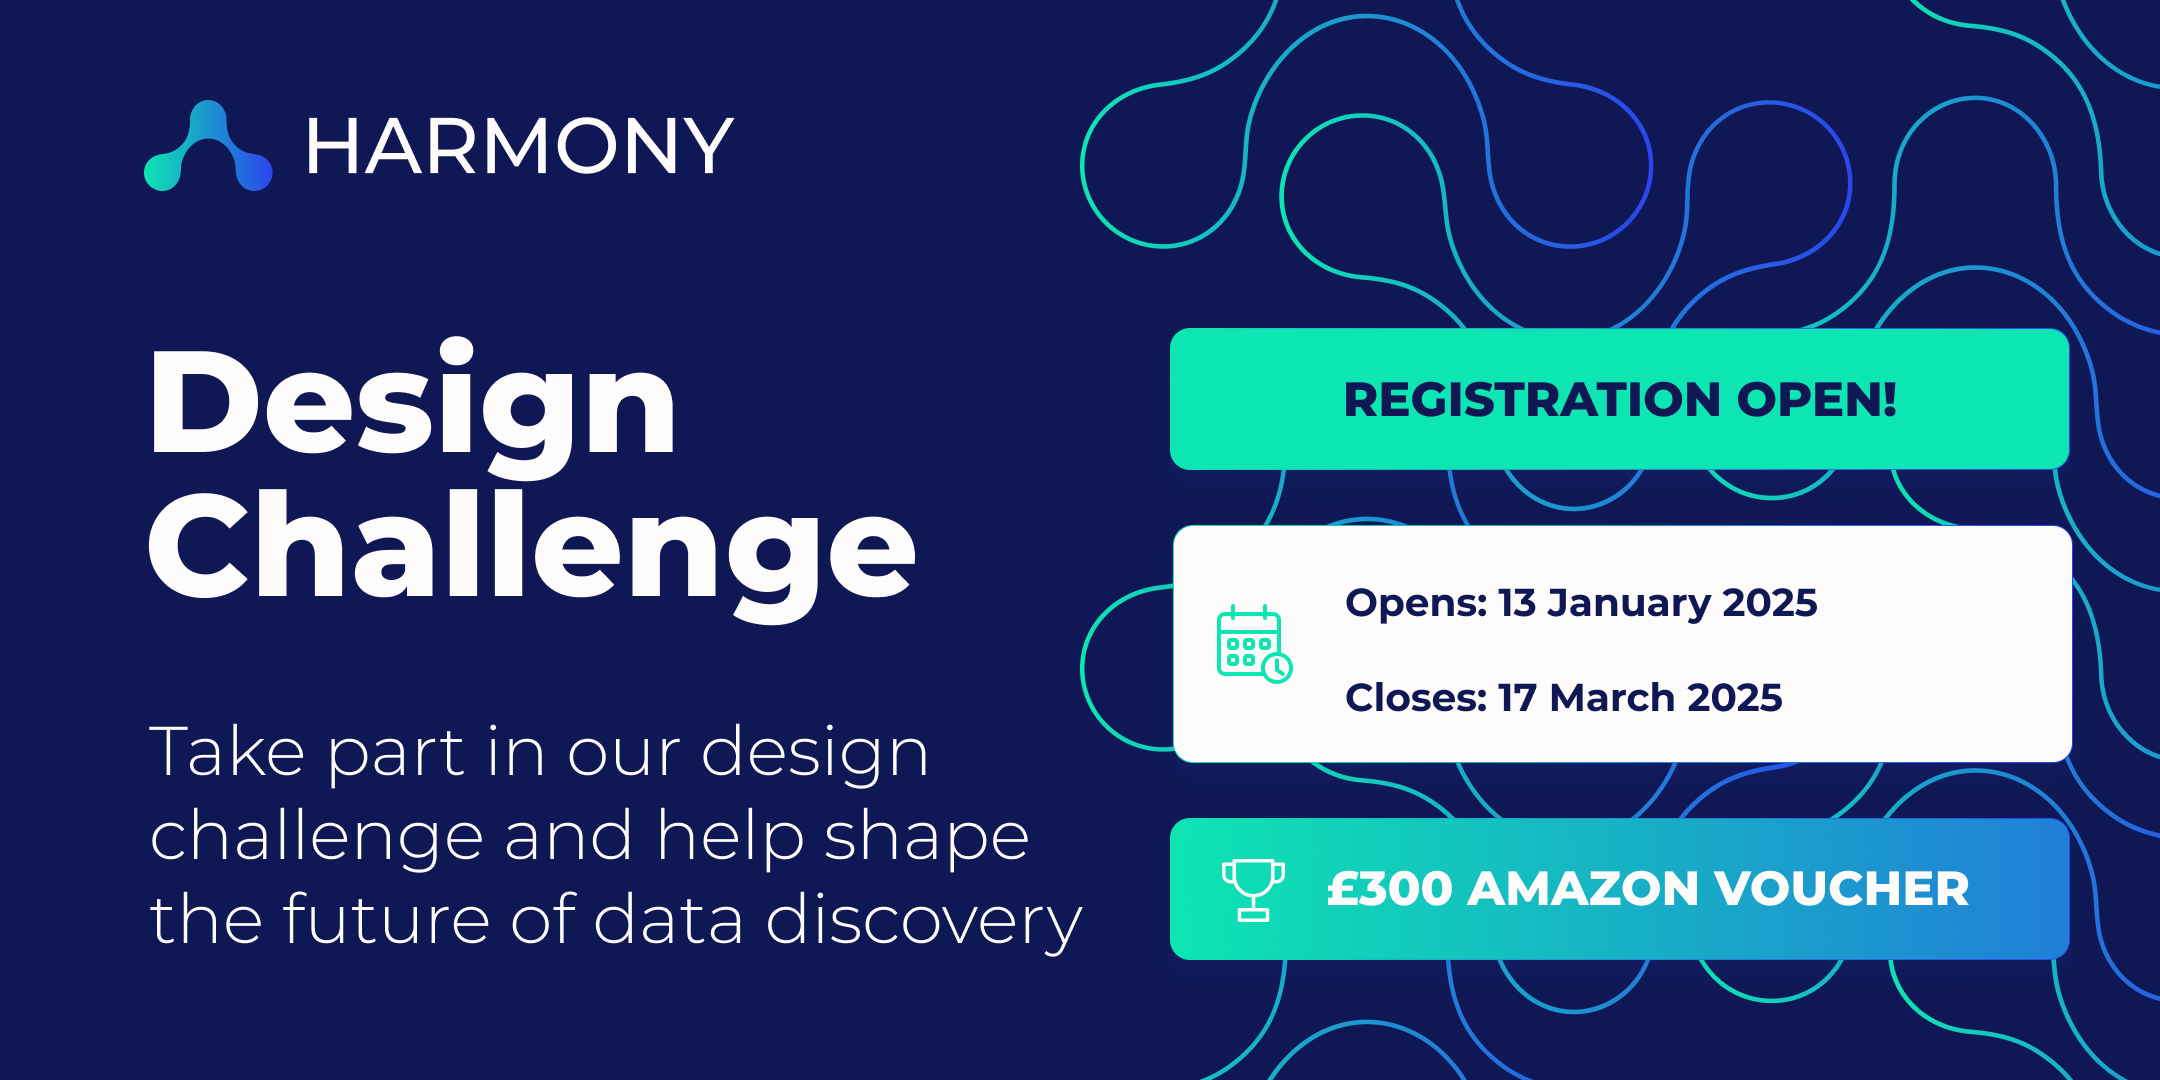 HARMONY
Design
Challenge
Take part in our design
challenge and help shape
the future of data discovery
REGISTRATION OPEN!
Opens: 13 January 2025
Closes: 17 March 2025
£300 AMAZON VOUCHER